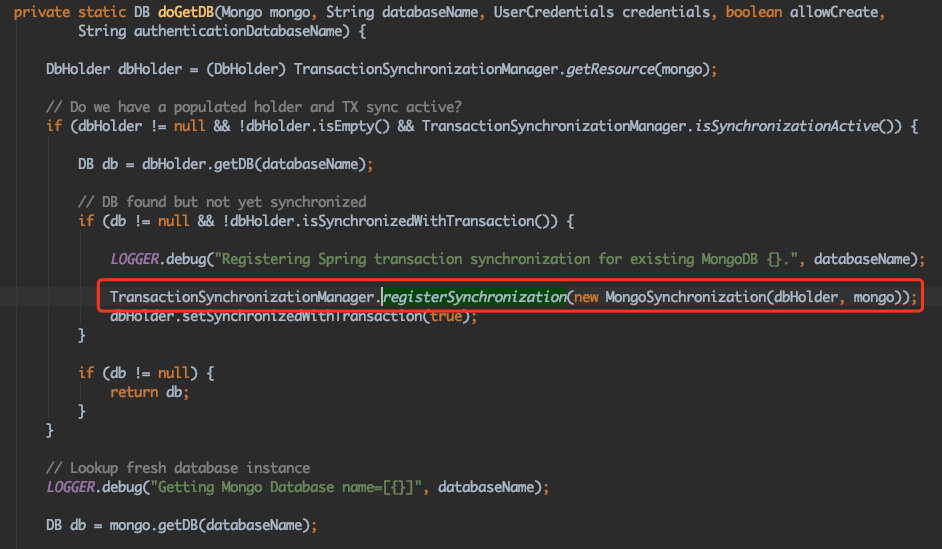 private static DB doGetDB(Mongo mongo, String databaseName, UserCredentials credentials, boolean allowCreate,
String authenticationDatabaseName) {
DbHolder dbHolder = (DbHolder) TransactionSynchronizationManager.getResource(mongo);
// Do we have a populated holder and TX sync active?
if (dbHolder != null && !dbHolder.isEmpty() && TransactionSynchronizationManager.isSynchronizationActive()) {
DB db = dbHolder.getDB(databaseName);
// DB found but not yet synchronized
if (db != null && !dbHolder.isSynchronizedWithTransaction()) {
LOGGER.debug("Registering Spring transaction synchronization for existing MongoDB {}.", databaseName);
TransactionSynchronizationManager.registerSynchronization(new MongoSynchronization(dbHolder, mongo));
dbHolder.setSynchronizedWithTransaction(true);
}
if (db != null) {
return db;
}
}
// Lookup fresh database instance
LOGGER.debug("Getting Mongo Database name=[{}]", databaseName);
DB db = mongo.getDB(databaseName);